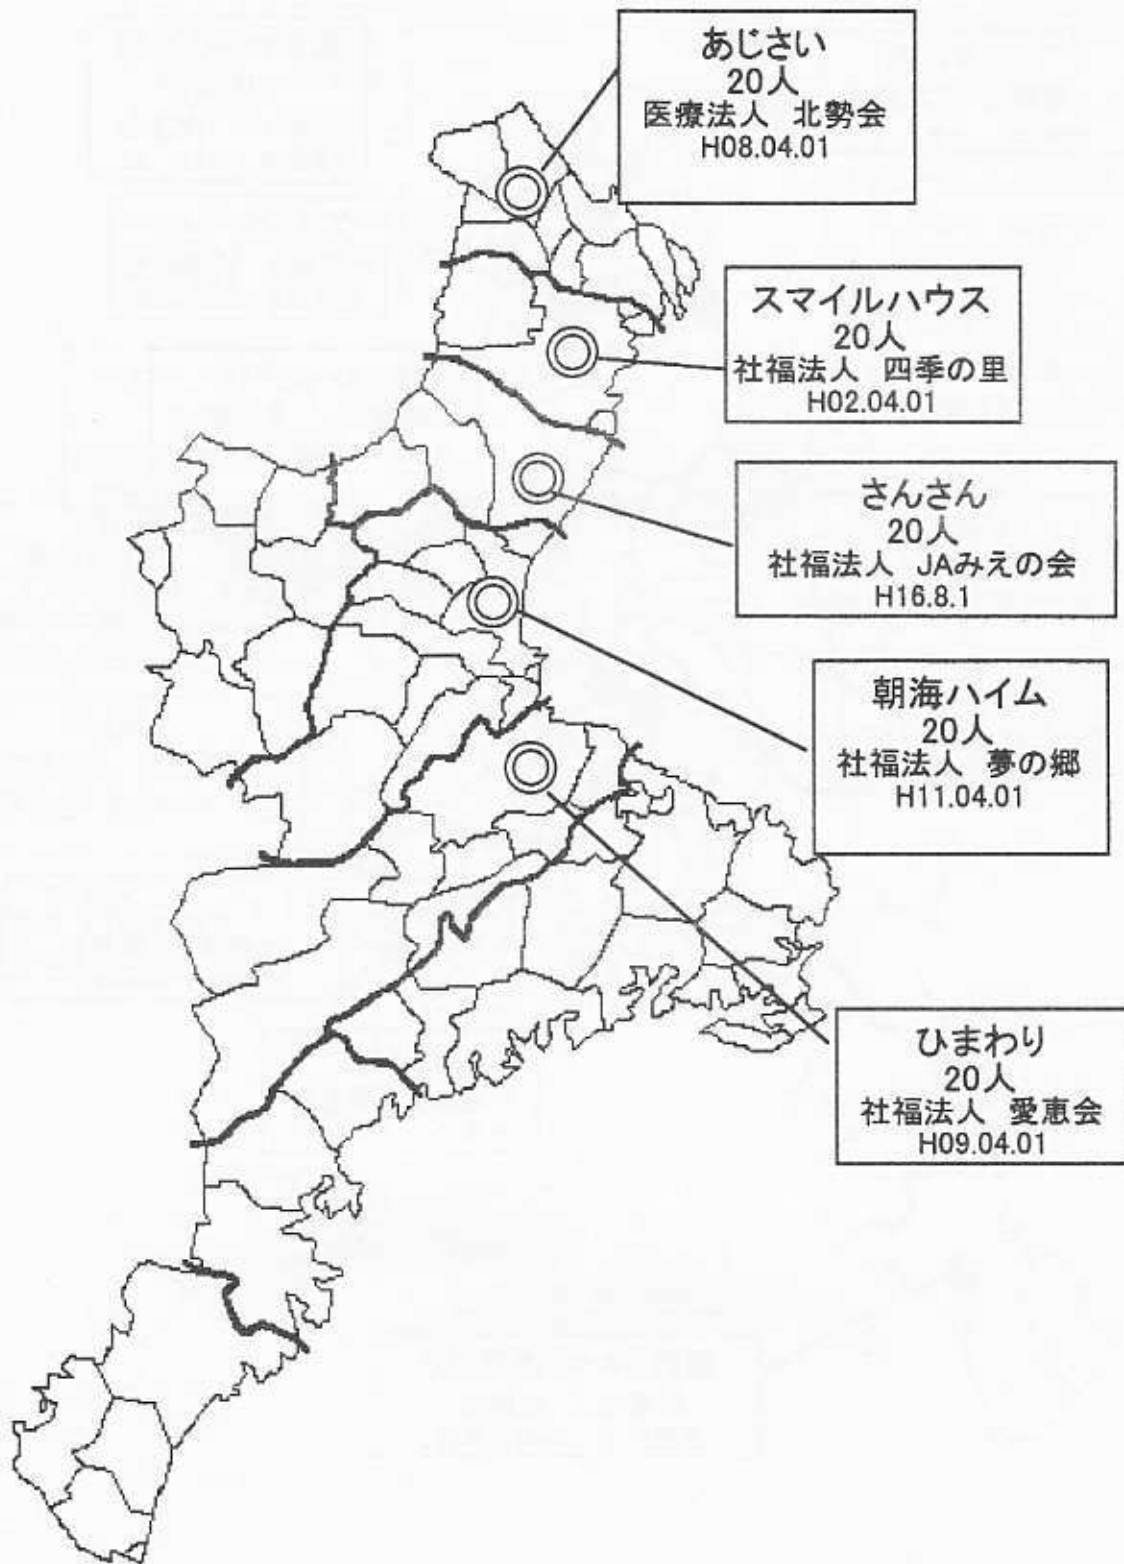 あじさい
20人
医療法人 北勢会
H08.04.01
スマイルハウス
20人
社福法人 四季の里
H02.04.01
さんさん
20人
社福法人 JAみえの会
H16.8.1
朝海ハイム
20人
社福法人 夢の郷
H11.04.01
ひまわり
20人
社福法人 愛恵会
H09.04.01